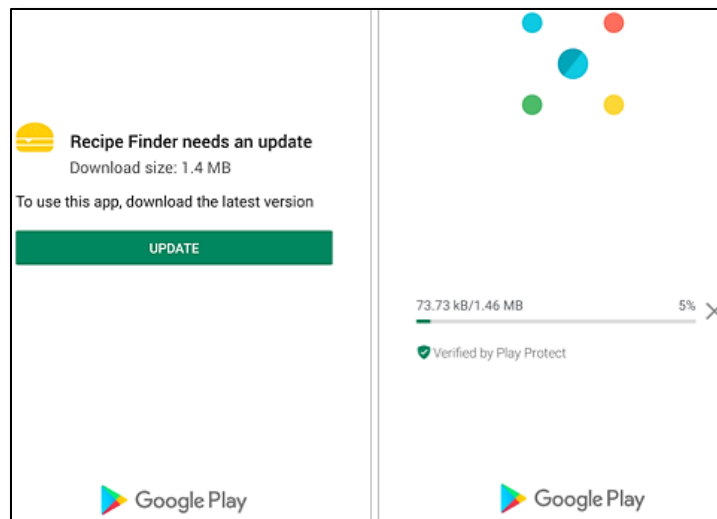 Recipe Finder needs an update
Download size: 1.4 MB
To use this app, download the latest version
UPDATE
Google Play
73.73 kB/1.46 MB 5%
Verified by Play Protect
Google Play